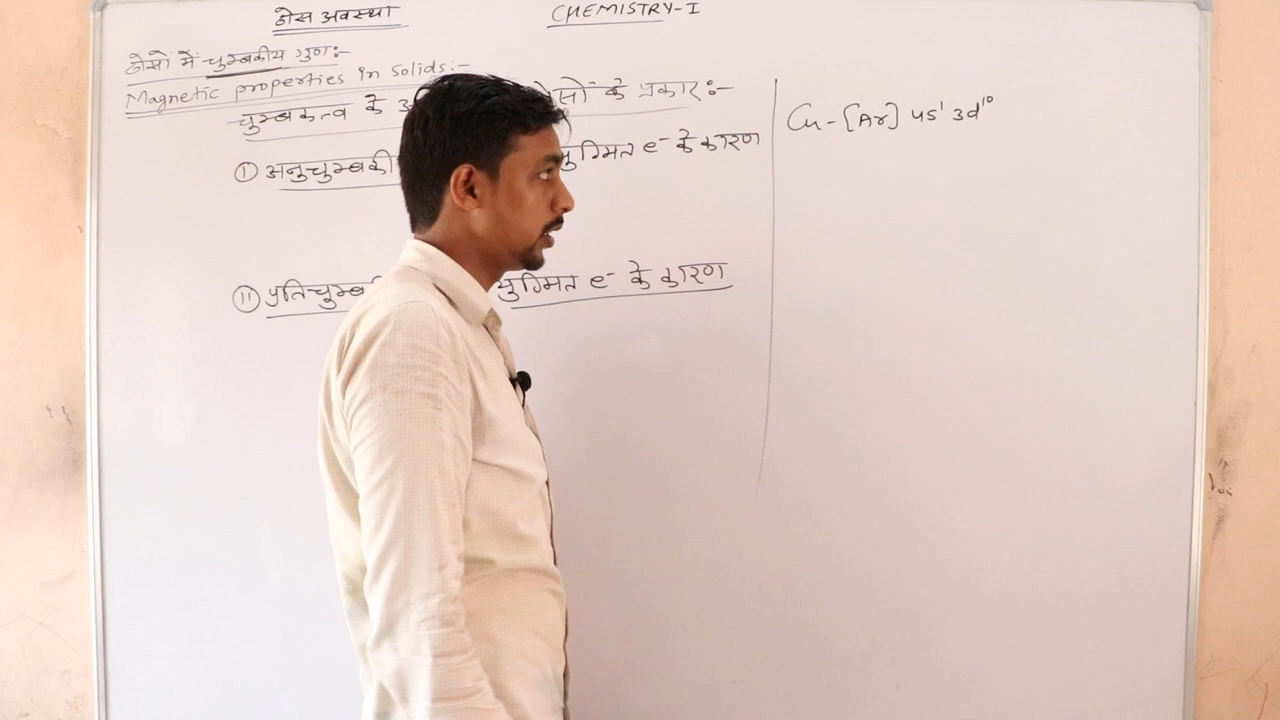 ठोस अवस्था CHEMISTRY-I
ठोसों में चुम्बकीय गुण:-
Magnetic properties in solids:-
चुम्बकत्व के के प्रकार:-
① अनुचुम्बकी e⁻ के कारण
⑪ प्रतिचुम्ब युग्मित e⁻ के कारण
Cu-[Ar] 4s¹ 3d¹⁰